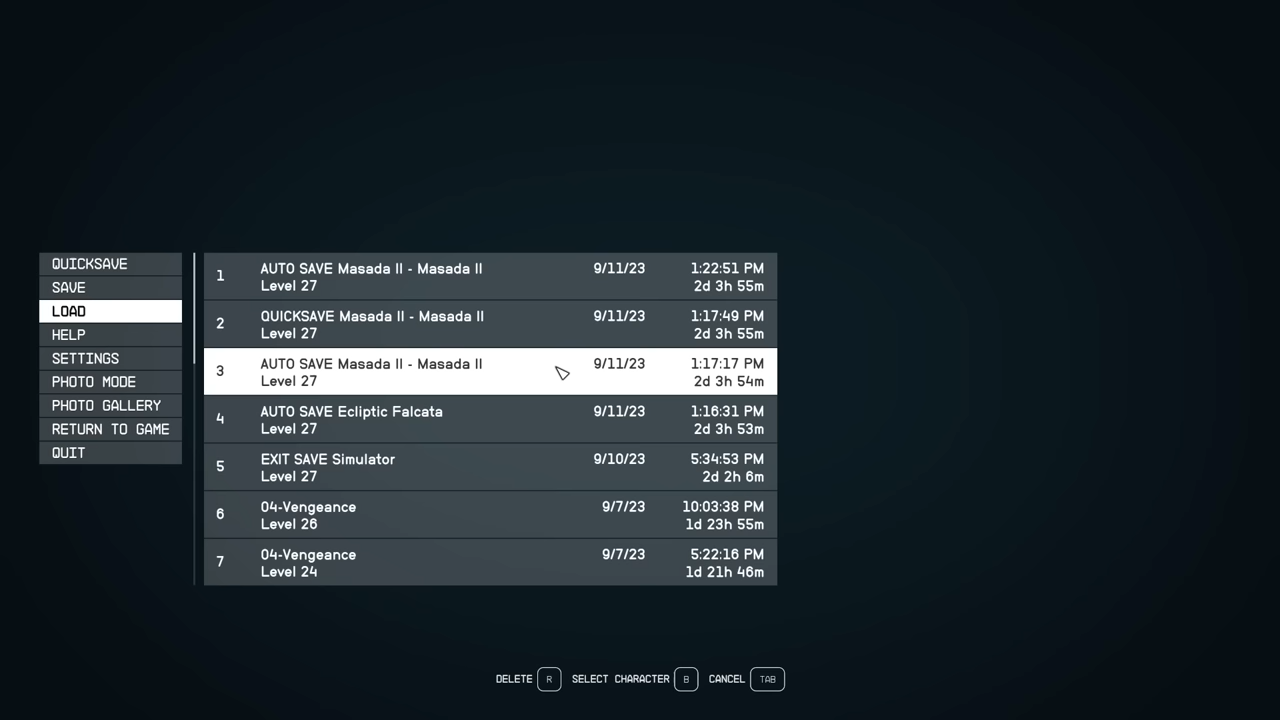 QUICKSAVE
SAVE
LOAD
HELP
SETTINGS
PHOTO MODE
PHOTO GALLERY
RETURN TO GAME
QUIT
1 AUTO SAVE Masada II - Masada II 9/11/23 1:22:51 PM
Level 27 2d 3h 55m
2 QUICKSAVE Masada II - Masada II 9/11/23 1:17:49 PM
Level 27 2d 3h 55m
3 AUTO SAVE Masada II - Masada II 9/11/23 1:17:17 PM
Level 27 2d 3h 54m
4 AUTO SAVE Ecliptic Falcata 9/11/23 1:16:31 PM
Level 27 2d 3h 53m
5 EXIT SAVE Simulator 9/10/23 5:34:53 PM
Level 27 2d 2h 6m
6 04-Vengeance 9/7/23 10:03:38 PM
Level 26 1d 23h 55m
7 04-Vengeance 9/7/23 5:22:16 PM
Level 24 1d 21h 46m
DELETE R SELECT CHARACTER B CANCEL TAB